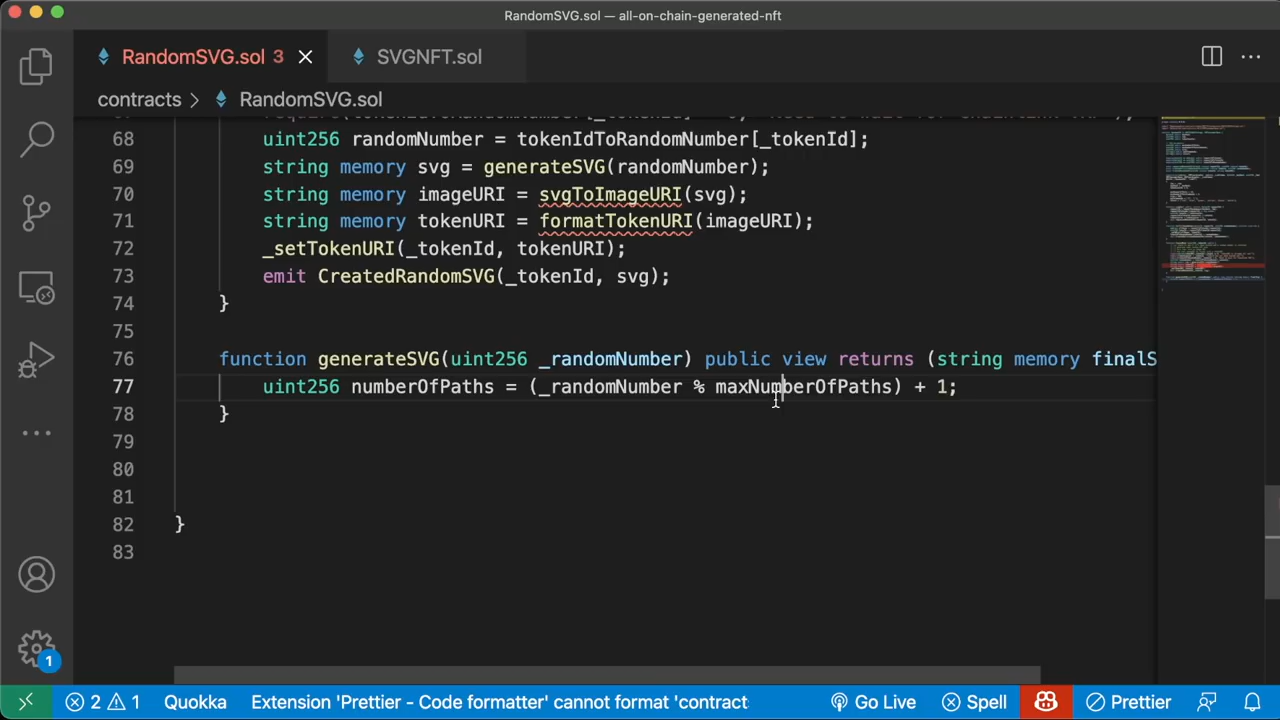 RandomSVG.sol — all-on-chain-generated-nft
RandomSVG.sol 3
SVGNFT.sol
contracts > RandomSVG.sol
68 uint256 randomNumber = tokenIdToRandomNumber[_tokenId];
69 string memory svg = generateSVG(randomNumber);
70 string memory imageURI = svgToImageURI(svg);
71 string memory tokenURI = formatTokenURI(imageURI);
72 _setTokenURI(_tokenId, tokenURI);
73 emit CreatedRandomSVG(_tokenId, svg);
74 }
75
76 function generateSVG(uint256 _randomNumber) public view returns (string memory finalS
77 uint256 numberOfPaths = (_randomNumber % maxNumberOfPaths) + 1;
78 }
79
80
81
82 }
83
1
2 1 Quokka Extension 'Prettier - Code formatter' cannot format 'contract Go Live Spell Prettier